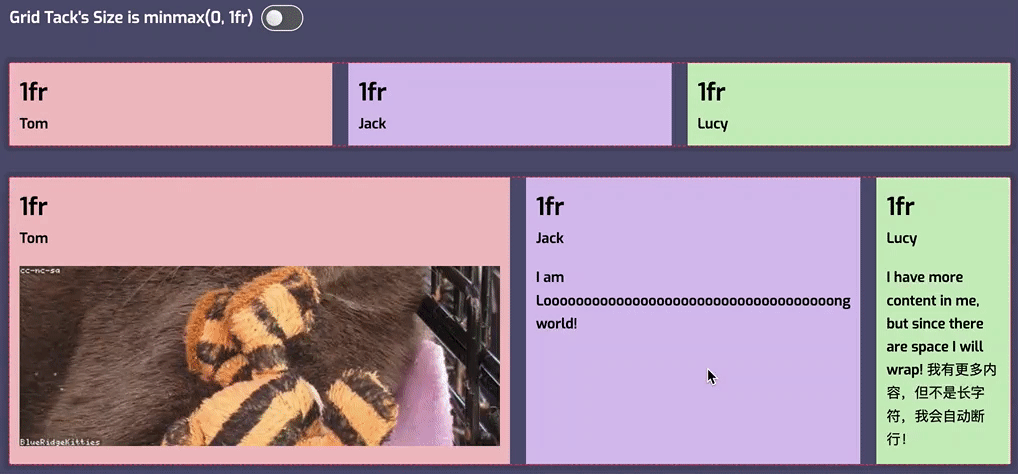 Grid Tack's Size is minmax(0, 1fr)
1fr
Tom
1fr
Jack
1fr
Lucy
1fr
Tom
cc-nc-sa
BlueRidgeKitties
1fr
Jack
I am
Looooooooooooooooooooooooooooooooooong
world!
1fr
Lucy
I have more
content in me,
but since there
are space I will
wrap! 我有更多内
容，但不是长字
符，我会自动断
行！